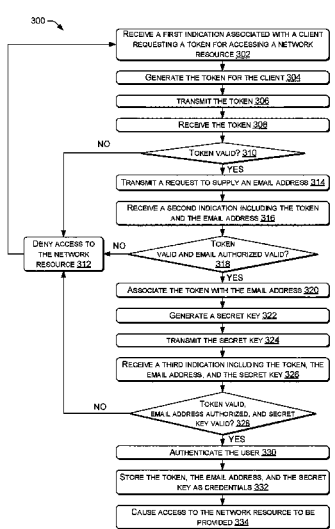 300
RECEIVE A FIRST INDICATION ASSOCIATED WITH A CLIENT
REQUESTING A TOKEN FOR ACCESSING A NETWORK
RESOURCE 302
GENERATE THE TOKEN FOR THE CLIENT 304
TRANSMIT THE TOKEN 306
RECEIVE THE TOKEN 308
TOKEN VALID? 310
NO
YES
TRANSMIT A REQUEST TO SUPPLY AN EMAIL ADDRESS 314
RECEIVE A SECOND INDICATION INCLUDING THE TOKEN
AND THE EMAIL ADDRESS 316
DENY ACCESS TO
THE NETWORK
RESOURCE 312
NO
TOKEN
VALID AND EMAIL AUTHORIZED VALID?
318
YES
ASSOCIATE THE TOKEN WITH THE EMAIL ADDRESS 320
GENERATE A SECRET KEY 322
TRANSMIT THE SECRET KEY 324
RECEIVE A THIRD INDICATION INCLUDING THE TOKEN, THE
EMAIL ADDRESS, AND THE SECRET KEY 326
NO
TOKEN VALID,
EMAIL ADDRESS AUTHORIZED, AND SECRET
KEY VALID? 328
YES
AUTHENTICATE THE USER 330
STORE THE TOKEN, THE EMAIL ADDRESS, AND THE SECRET
KEY AS CREDENTIALS 332
CAUSE ACCESS TO THE NETWORK RESOURCE TO BE
PROVIDED 334